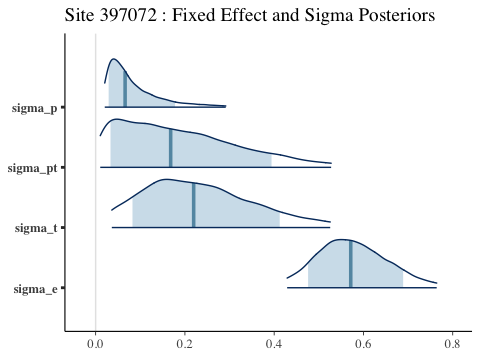 Site 397072 : Fixed Effect and Sigma Posteriors
sigma_p
sigma_pt
sigma_t
sigma_e
0.0 0.2 0.4 0.6 0.8